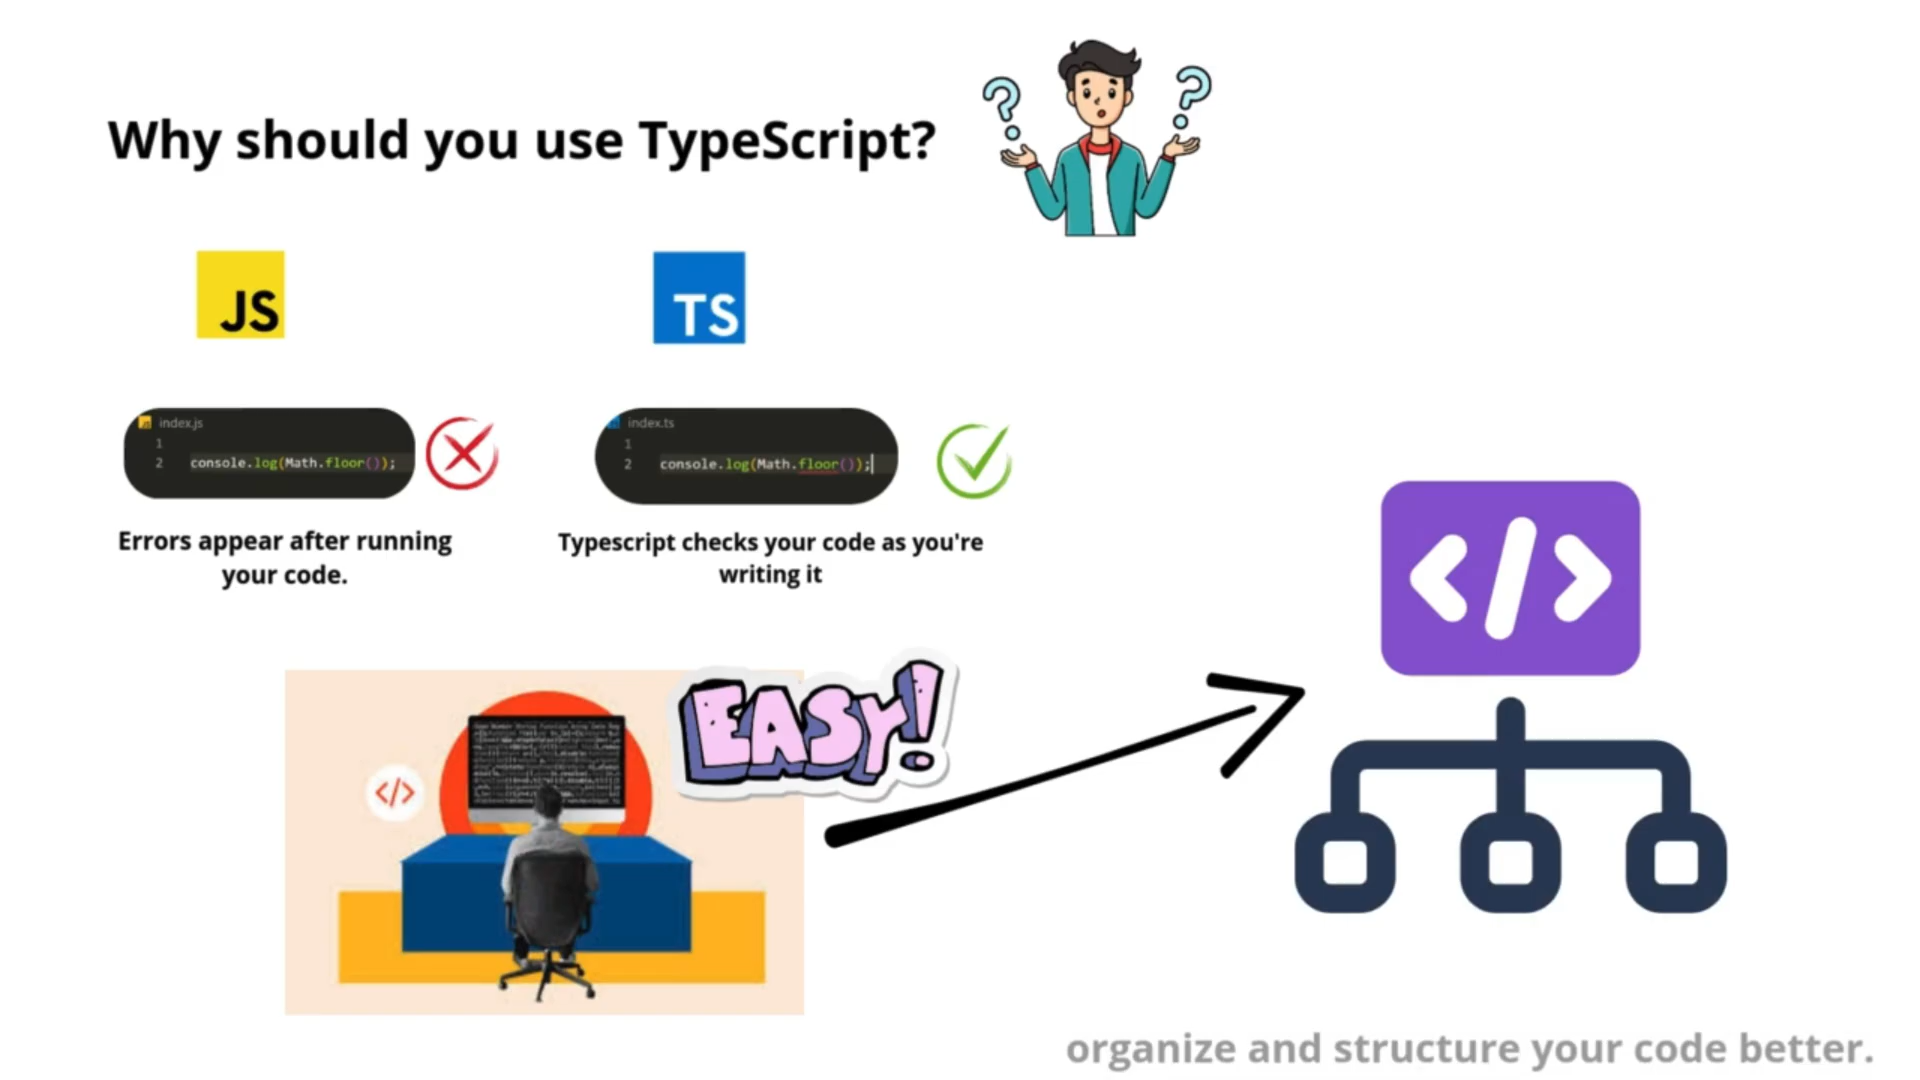 Why should you use TypeScript?
JS
TS
index.js
1
2 console.log(Math.floor());
index.ts
1
2 console.log(Math.floor());
Errors appear after running
your code.
Typescript checks your code as you're
writing it
EASY!
</>
</>
organize and structure your code better.